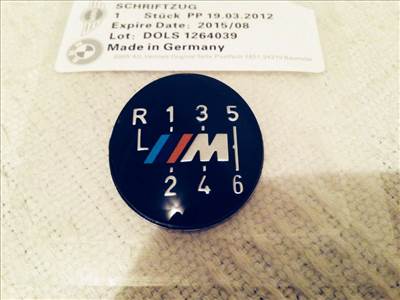 SCHRIFTZUG
1 Stück PP 19.03.2012
Expire Date: 2015/08
Lot: DOLS 1264039
Made in Germany
R 1 3 5
L M
2 4 6